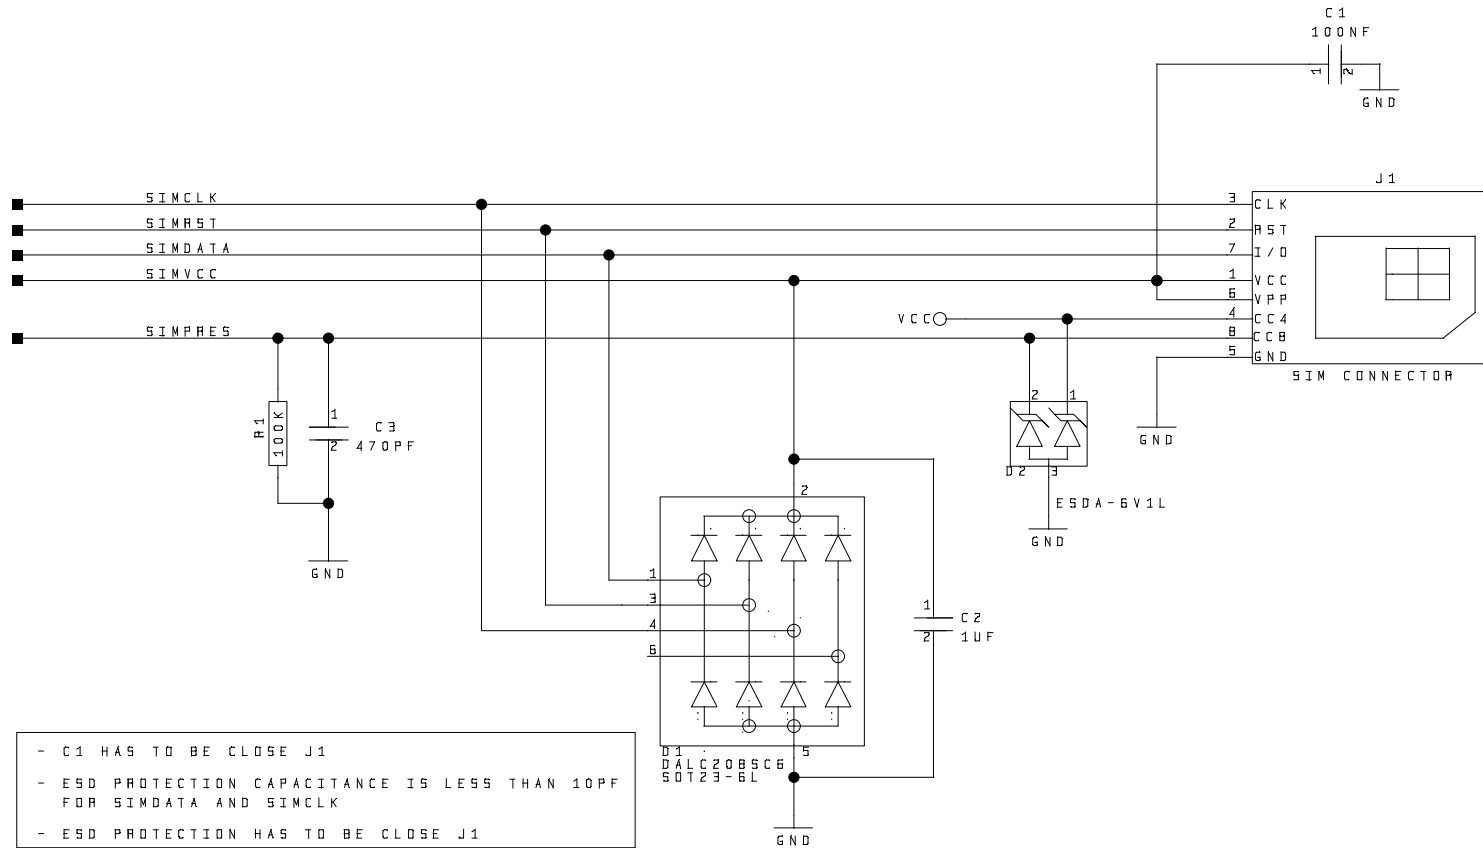 C1
100NF
1
2
GND
J1
SIMCLK
3
CLK
SIMRST
2
RST
SIMDATA
7
I/O
SIMVCC
1
VCC
6
VPP
VCC
4
CC4
SIMPRES
8
CC8
5
GND
SIM CONNECTOR
R1
100K
1
2
C3
470PF
GND
2
1
D2
3
GND
ESDA-6V1L
GND
2
1
3
4
6
1
2
C2
1UF
D1
5
DALC208SC6
SOT23-6L
GND
- C1 HAS TO BE CLOSE J1
- ESD PROTECTION CAPACITANCE IS LESS THAN 10PF
FOR SIMDATA AND SIMCLK
- ESD PROTECTION HAS TO BE CLOSE J1